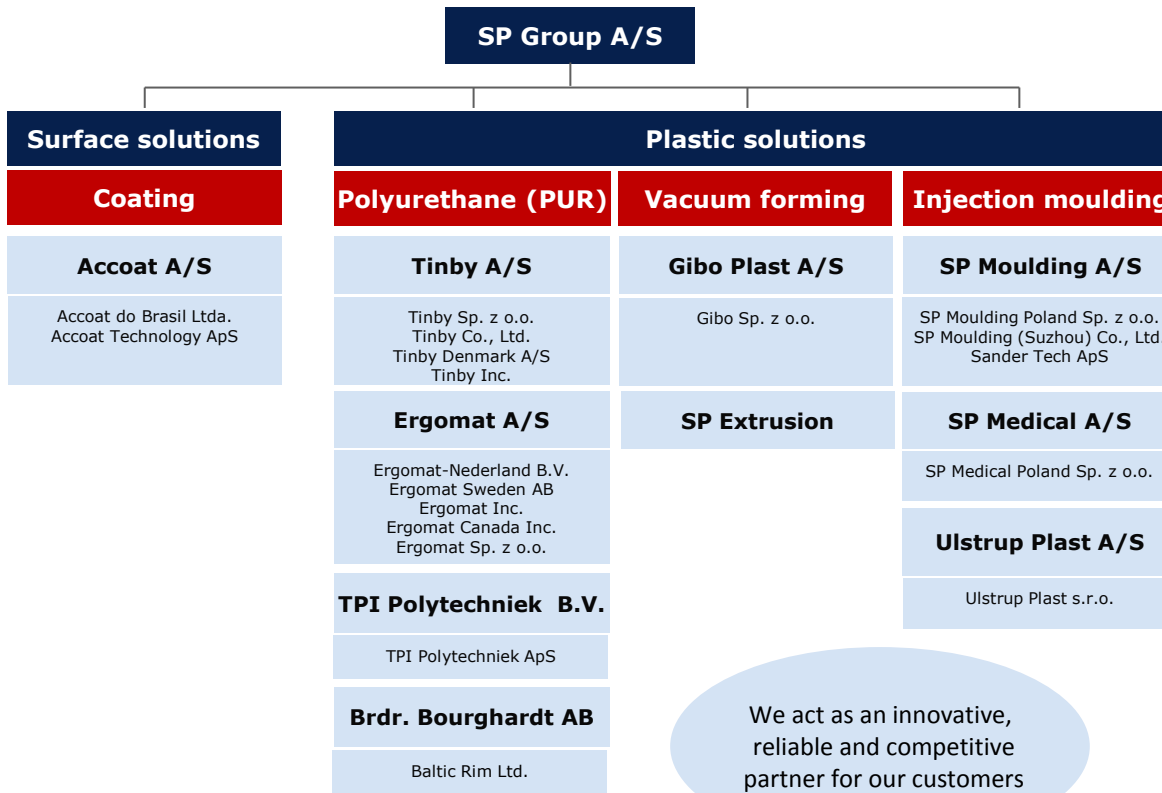 SP Group A/S
Surface solutions
Plastic solutions
Coating
Polyurethane (PUR)
Vacuum forming
Injection moulding
Accoat A/S
Accoat do Brasil Ltda.
Accoat Technology ApS
Tinby A/S
Tinby Sp. z o.o.
Tinby Co., Ltd.
Tinby Denmark A/S
Tinby Inc.
Ergomat A/S
Ergomat-Nederland B.V.
Ergomat Sweden AB
Ergomat Inc.
Ergomat Canada Inc.
Ergomat Sp. z o.o.
TPI Polytechniek B.V.
TPI Polytechniek ApS
Brdr. Bourghardt AB
Baltic Rim Ltd.
Gibo Plast A/S
Gibo Sp. z o.o.
SP Extrusion
SP Moulding A/S
SP Moulding Poland Sp. z o.o.
SP Moulding (Suzhou) Co., Ltd.
Sander Tech ApS
SP Medical A/S
SP Medical Poland Sp. z o.o.
Ulstrup Plast A/S
Ulstrup Plast s.r.o.
We act as an innovative,
reliable and competitive
partner for our customers